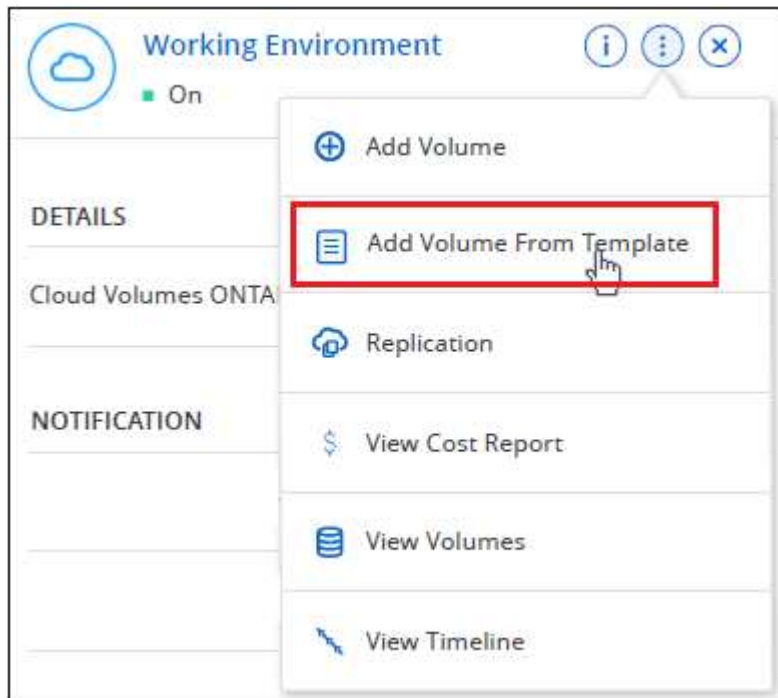 Working Environment
On
Add Volume
DETAILS
Add Volume From Template
Cloud Volumes ONTA
Replication
NOTIFICATION
View Cost Report
View Volumes
View Timeline